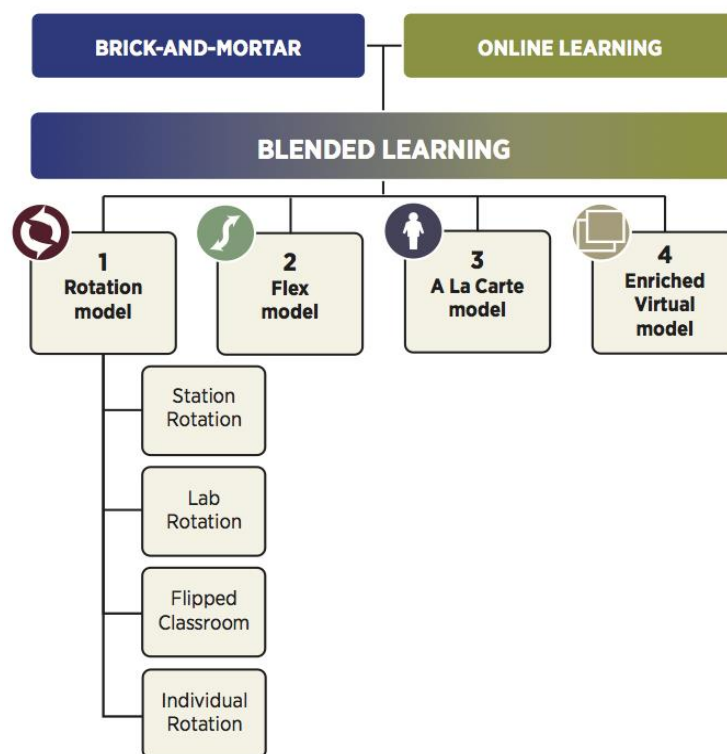 BRICK-AND-MORTAR
ONLINE LEARNING
BLENDED LEARNING
1
Rotation
model
2
Flex
model
3
A La Carte
model
4
Enriched
Virtual
model
Station
Rotation
Lab
Rotation
Flipped
Classroom
Individual
Rotation